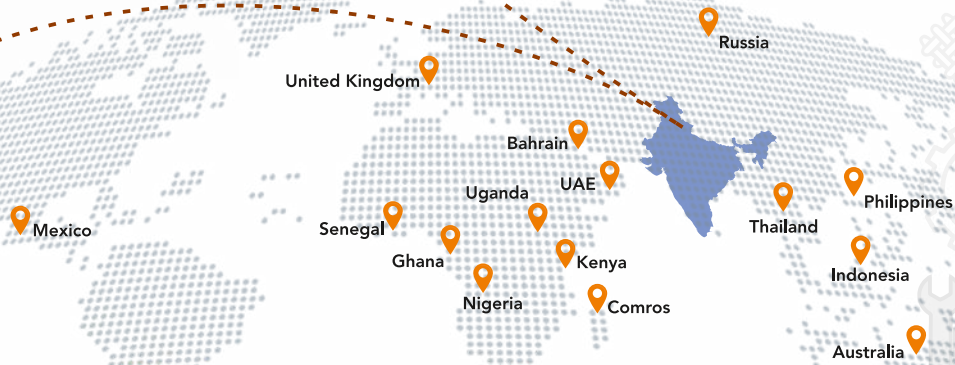 Russia
United Kingdom
Bahrain
UAE
Uganda
Philippines
Thailand
Mexico
Senegal
Ghana
Kenya
Indonesia
Nigeria
Comros
Australia